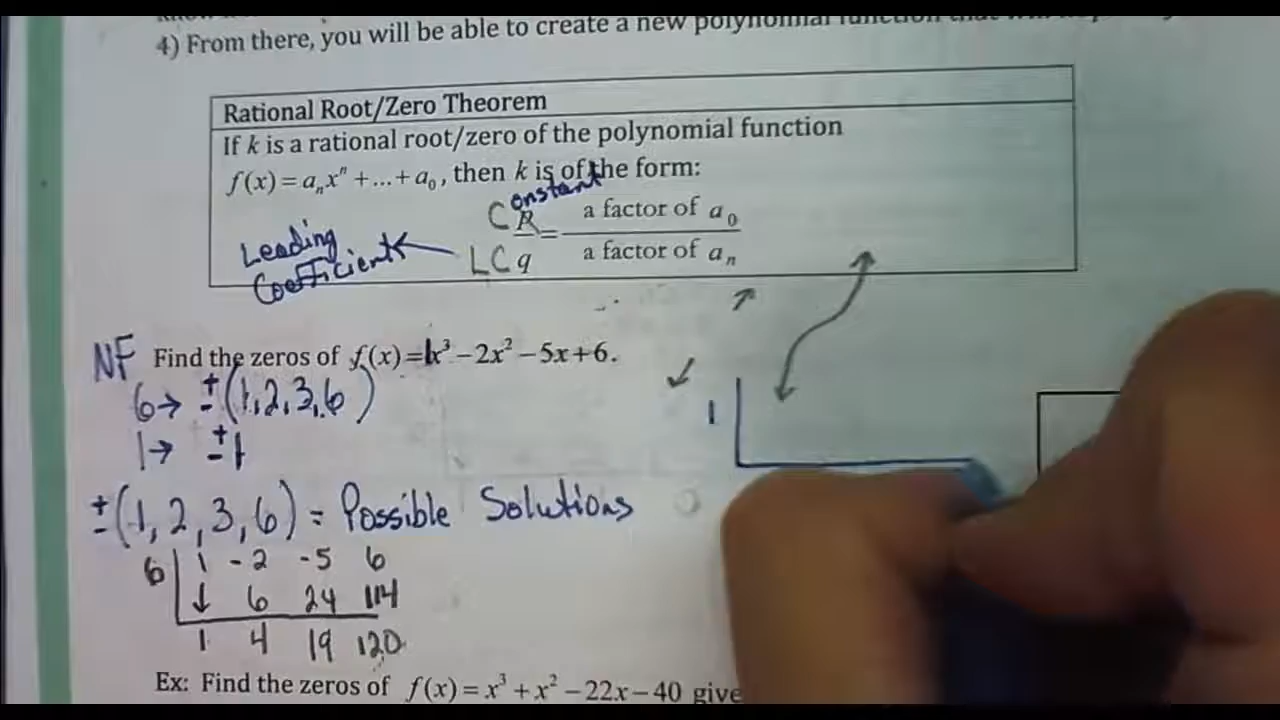 4) From there, you will be able to create a new polynomial function that will
Rational Root/Zero Theorem
If k is a rational root/zero of the polynomial function
f(x) = aₙxⁿ + ... + a₀, then k is of the form:
Constant
p/q = a factor of a₀ / a factor of aₙ
LC
Leading
Coefficient
NF Find the zeros of f(x) = 1x³ − 2x² − 5x + 6.
6 → ±(1, 2, 3, 6)
1 → ±1
1
±(1, 2, 3, 6) = Possible Solutions
6 | 1 -2 -5 6
↓ 6 24 114
1 4 19 120
Ex: Find the zeros of f(x) = x³ + x² − 22x − 40 give